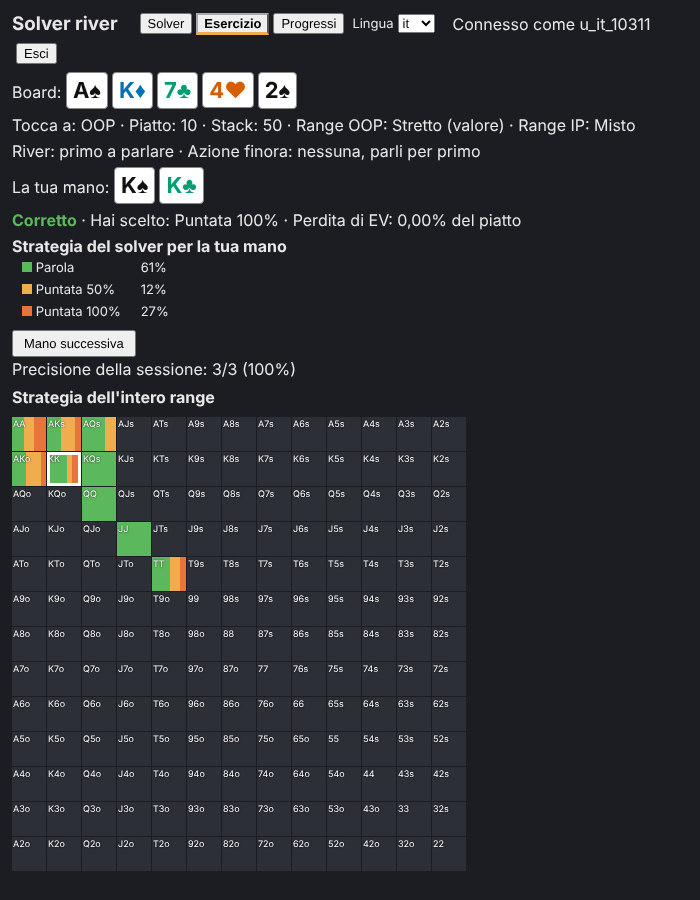 Solver river Solver Esercizio Progressi Lingua it Connesso come u_it_10311
Esci
Board: A♠ K♦ 7♣ 4♥ 2♠
Tocca a: OOP · Piatto: 10 · Stack: 50 · Range OOP: Stretto (valore) · Range IP: Misto
River: primo a parlare · Azione finora: nessuna, parli per primo
La tua mano: K♠ K♣
Corretto · Hai scelto: Puntata 100% · Perdita di EV: 0,00% del piatto
Strategia del solver per la tua mano
Parola 61%
Puntata 50% 12%
Puntata 100% 27%
Mano successiva
Precisione della sessione: 3/3 (100%)
Strategia dell'intero range
AA AKs AQs AJs ATs A9s A8s A7s A6s A5s A4s A3s A2s
AKo KK KQs KJs KTs K9s K8s K7s K6s K5s K4s K3s K2s
AQo KQo QQ QJs QTs Q9s Q8s Q7s Q6s Q5s Q4s Q3s Q2s
AJo KJo QJo JJ JTs J9s J8s J7s J6s J5s J4s J3s J2s
ATo KTo QTo JTo TT T9s T8s T7s T6s T5s T4s T3s T2s
A9o K9o Q9o J9o T9o 99 98s 97s 96s 95s 94s 93s 92s
A8o K8o Q8o J8o T8o 98o 88 87s 86s 85s 84s 83s 82s
A7o K7o Q7o J7o T7o 97o 87o 77 76s 75s 74s 73s 72s
A6o K6o Q6o J6o T6o 96o 86o 76o 66 65s 64s 63s 62s
A5o K5o Q5o J5o T5o 95o 85o 75o 65o 55 54s 53s 52s
A4o K4o Q4o J4o T4o 94o 84o 74o 64o 54o 44 43s 42s
A3o K3o Q3o J3o T3o 93o 83o 73o 63o 53o 43o 33 32s
A2o K2o Q2o J2o T2o 92o 82o 72o 62o 52o 42o 32o 22